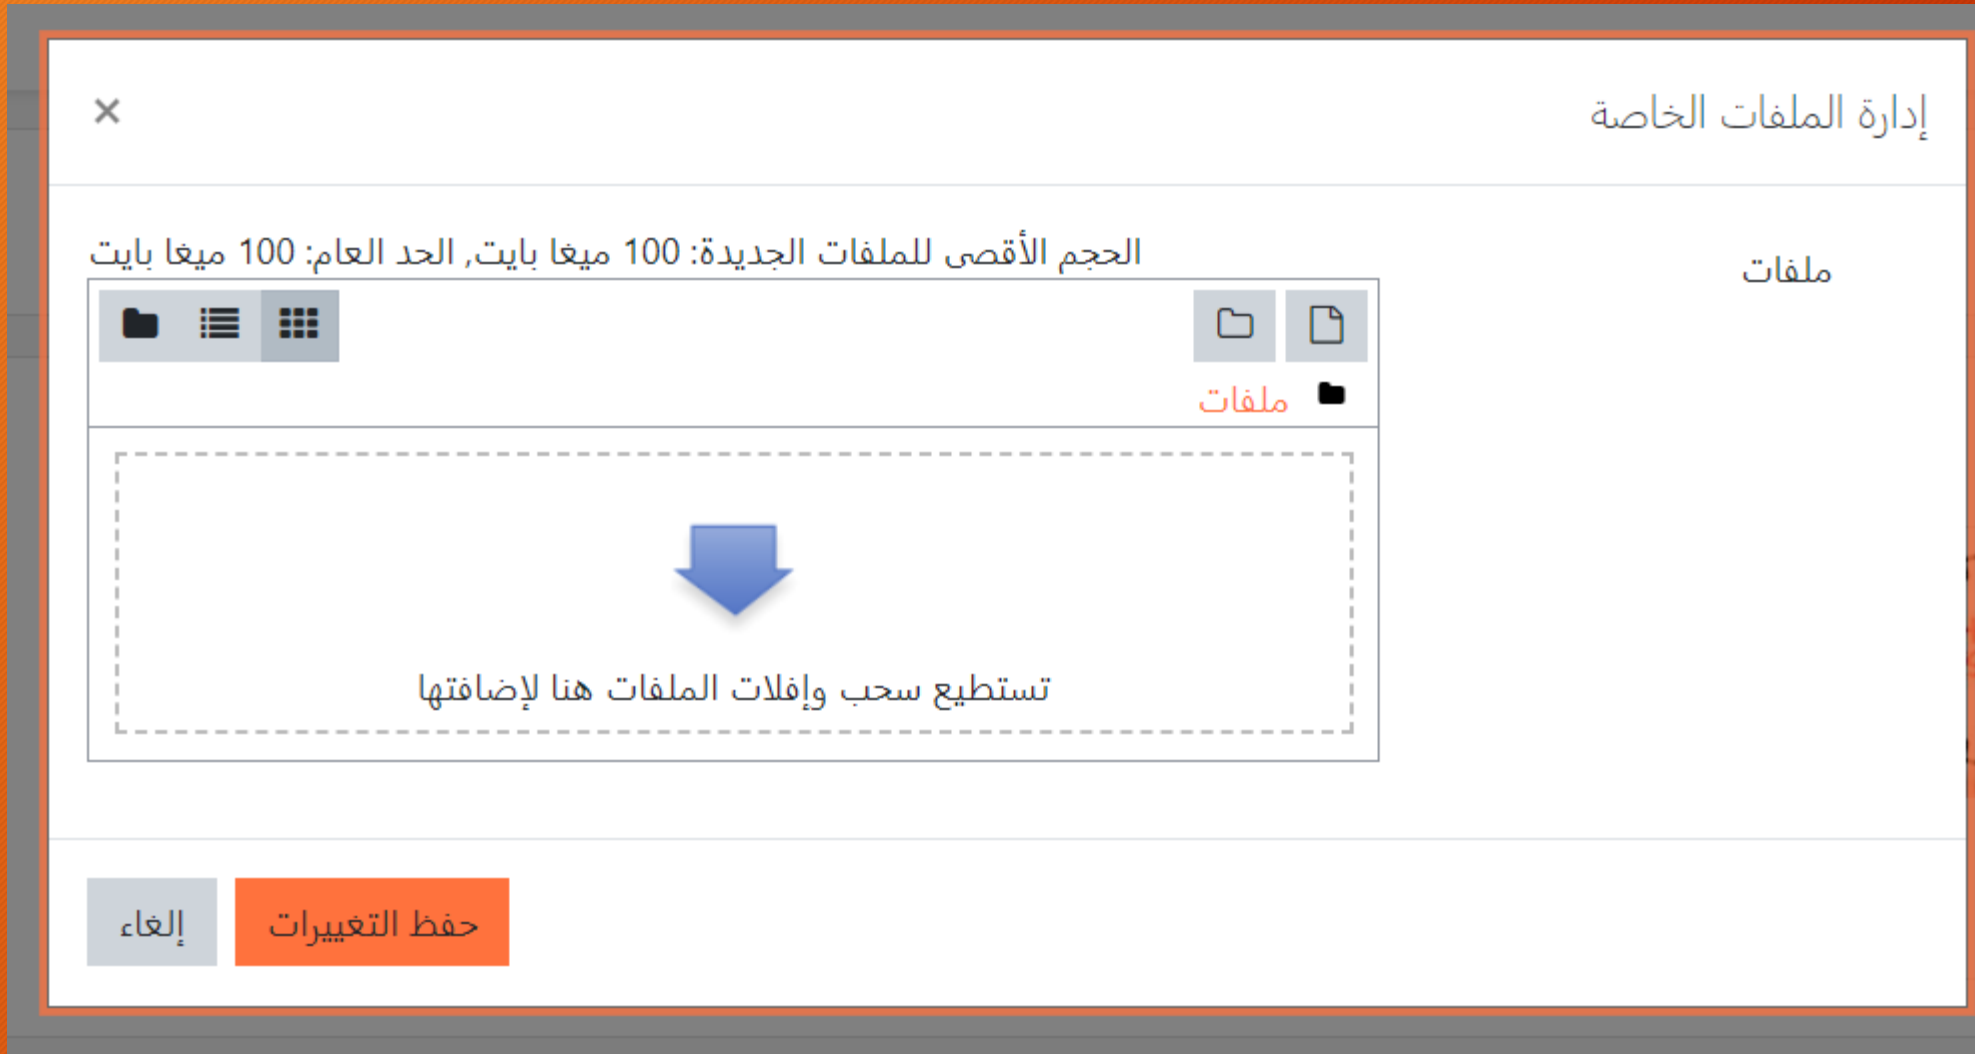 إدارة الملفات الخاصة
ملفات
الحجم الأقصى للملفات الجديدة: 100 ميغا بايت, الحد العام: 100 ميغا بايت
ملفات
تستطيع سحب وإفلات الملفات هنا لإضافتها
حفظ التغييرات
إلغاء